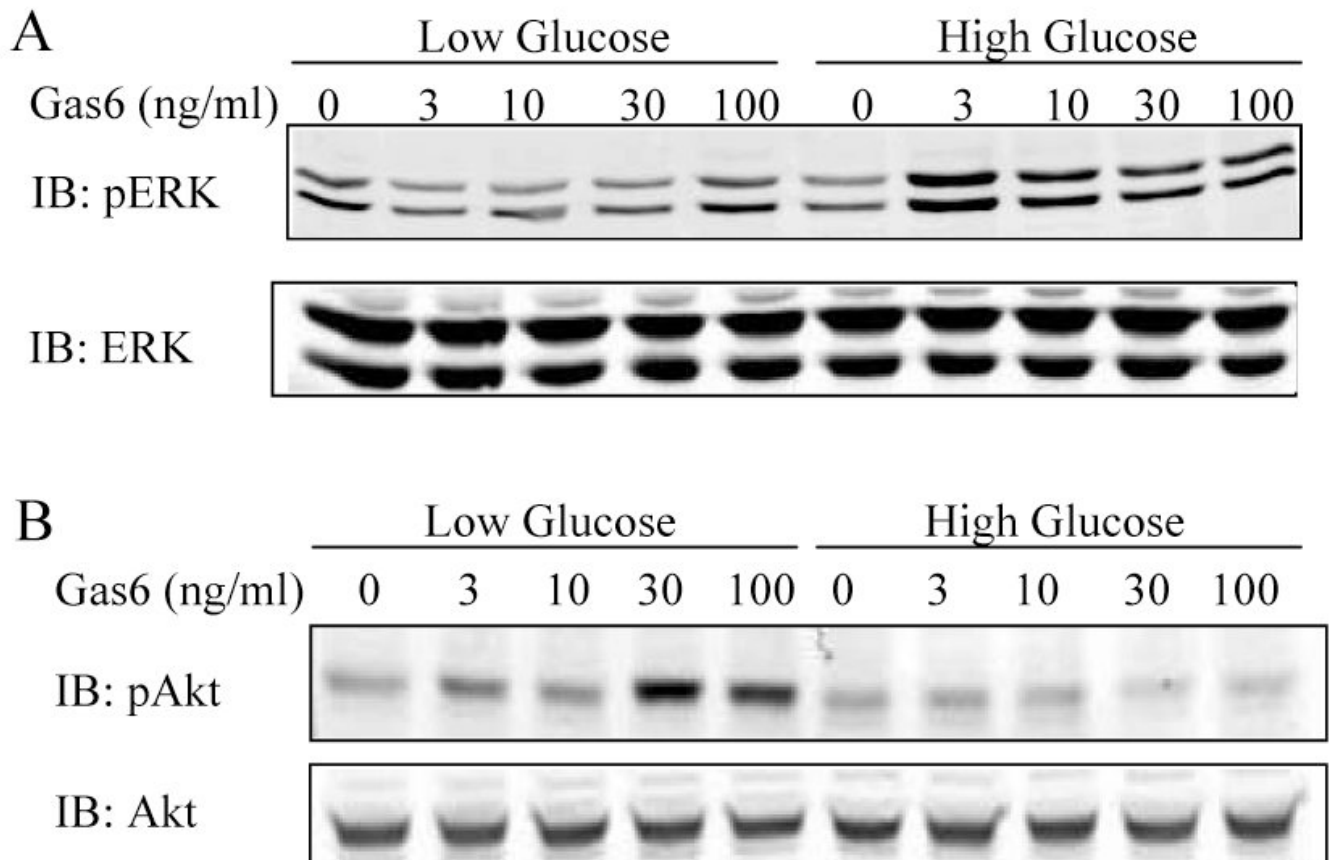 A
Low Glucose High Glucose
Gas6 (ng/ml) 0 3 10 30 100 0 3 10 30 100
IB: pERK
IB: ERK
B
Low Glucose High Glucose
Gas6 (ng/ml) 0 3 10 30 100 0 3 10 30 100
IB: pAkt
IB: Akt